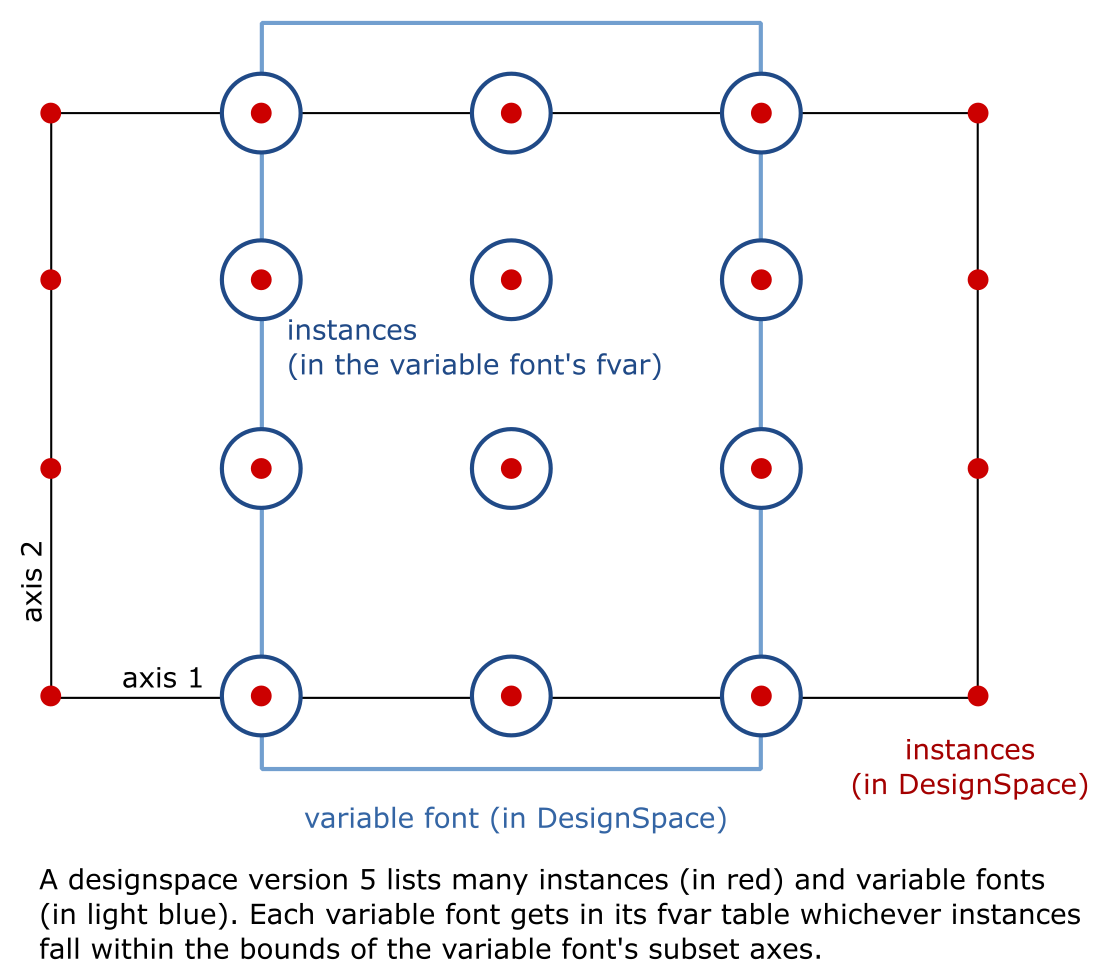 instances
(in the variable font's fvar)
axis 2
axis 1
instances
(in DesignSpace)
variable font (in DesignSpace)
A designspace version 5 lists many instances (in red) and variable fonts
(in light blue). Each variable font gets in its fvar table whichever instances
fall within the bounds of the variable font's subset axes.